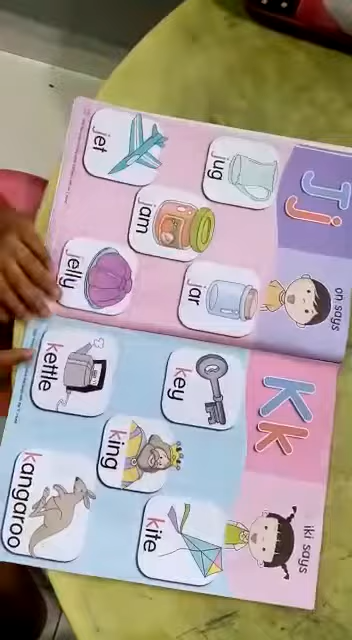 Jj
on says
jug
jar
jet
jam
jelly
Kk
iki says
key
kite
kettle
king
kangaroo